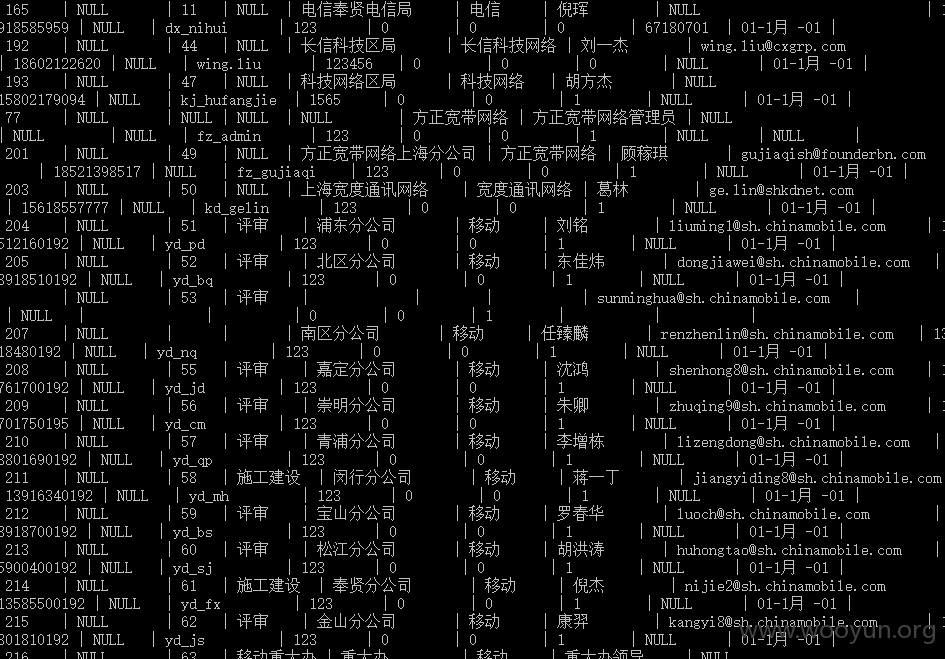 165 | NULL | 11 | NULL | 电信奉贤电信局 | 电信 | 倪珲 | NULL | 1
918585959 | NULL | dx_nihui | 123 | 0 | 0 | 0 | 67180701 | 01-1月 -01 |
192 | NULL | 44 | NULL | 长信科技区局 | 长信科技网络 | 刘一杰 | wing.liu@cxgrp.com
| 18602122620 | NULL | wing.liu | 123456 | 0 | 0 | 0 | NULL | 01-1月 -01 |
193 | NULL | 47 | NULL | 科技网络区局 | 科技网络 | 胡方杰 | NULL
15802179094 | NULL | kj_hufangjie | 1565 | 0 | 0 | 1 | NULL | 01-1月 -01 |
77 | NULL | NULL | NULL | NULL | 方正宽带网络 | 方正宽带网络管理员 | NULL
| NULL | NULL | fz_admin | 123 | 0 | 0 | 1 | NULL | NULL |
201 | NULL | 49 | NULL | 方正宽带网络上海分公司 | 方正宽带网络 | 顾稼琪 | gujiaqish@founderbn.com
| 18521398517 | NULL | fz_gujiaqi | 123 | 0 | 0 | 1 | NULL | 01-1月 -01 |
203 | NULL | 50 | NULL | 上海宽度通讯网络 | 宽度通讯网络 | 葛林 | ge.lin@shkdnet.com
| 15618557777 | NULL | kd_gelin | 123 | 0 | 0 | 1 | NULL | 01-1月 -01 |
204 | NULL | 51 | 评审 | 浦东分公司 | 移动 | 刘铭 | liuming1@sh.chinamobile.com
512160192 | NULL | yd_pd | 123 | 0 | 0 | 1 | NULL | 01-1月 -01 |
205 | NULL | 52 | 评审 | 北区分公司 | 移动 | 东佳炜 | dongjiawei@sh.chinamobile.com
8918510192 | NULL | yd_bq | 123 | 0 | 0 | 1 | NULL | 01-1月 -01 |
| NULL | 53 | 评审 | | | | sunminghua@sh.chinamobile.com |
| NULL | | | 0 | 0 | 1 | |
207 | NULL | | | 南区分公司 | 移动 | 任臻麟 | renzhenlin@sh.chinamobile.com | 13
18480192 | NULL | yd_nq | 123 | 0 | 0 | 1 | NULL | 01-1月 -01 |
208 | NULL | 55 | 评审 | 嘉定分公司 | 移动 | 沈鸿 | shenhong8@sh.chinamobile.com | 1
761700192 | NULL | yd_jd | 123 | 0 | 0 | 1 | NULL | 01-1月 -01 |
209 | NULL | 56 | 评审 | 崇明分公司 | 移动 | 朱卿 | zhuqing9@sh.chinamobile.com | 1
701750195 | NULL | yd_cm | 123 | 0 | 0 | 1 | NULL | 01-1月 -01 |
210 | NULL | 57 | 评审 | 青浦分公司 | 移动 | 李增栋 | lizengdong@sh.chinamobile.com
8801690192 | NULL | yd_qp | 123 | 0 | 0 | 1 | NULL | 01-1月 -01 |
211 | NULL | 58 | 施工建设 | 闵行分公司 | 移动 | 蒋一丁 | jiangyiding8@sh.chinamobile.com
13916340192 | NULL | yd_mh | 123 | 0 | 0 | 1 | NULL | 01-1月 -01 |
212 | NULL | 59 | 评审 | 宝山分公司 | 移动 | 罗春华 | luoch@sh.chinamobile.com
8918700192 | NULL | yd_bs | 123 | 0 | 0 | 1 | NULL | 01-1月 -01 |
213 | NULL | 60 | 评审 | 松江分公司 | 移动 | 胡洪涛 | huhongtao@sh.chinamobile.com
5900400192 | NULL | yd_sj | 123 | 0 | 0 | 1 | NULL | 01-1月 -01 |
214 | NULL | 61 | 施工建设 | 奉贤分公司 | 移动 | 倪杰 | nijie2@sh.chinamobile.com
13585500192 | NULL | yd_fx | 123 | 0 | 0 | 1 | NULL | 01-1月 -01 |
215 | NULL | 62 | 评审 | 金山分公司 | 移动 | 康羿 | kangyi8@sh.chinamobile.com | 1
801810192 | NULL | yd_js | 123 | 0 | 0 | 1 | NULL | 01-1月 -01 |
216 | NULL | 63 | 移动重大办 | 重大办 | 移动 | 重大办领导 | NULL
www.wooyun.org